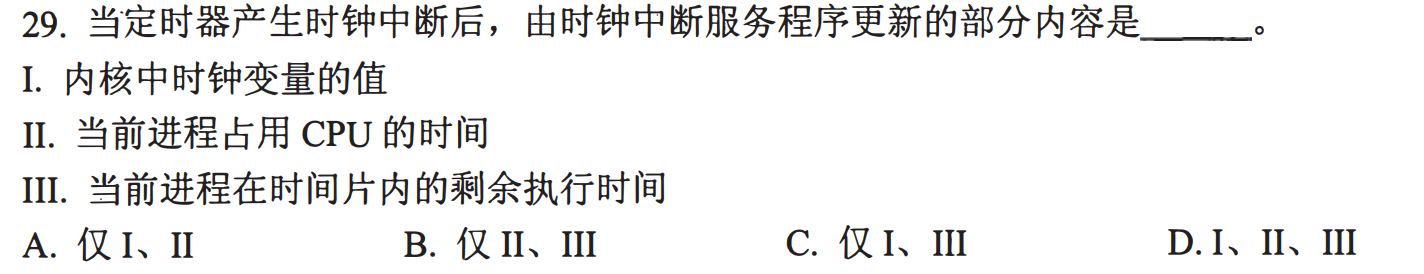 29. 当定时器产生时钟中断后，由时钟中断服务程序更新的部分内容是______。
I. 内核中时钟变量的值
II. 当前进程占用 CPU 的时间
III. 当前进程在时间片内的剩余执行时间
A. 仅 I、II B. 仅 II、III C. 仅 I、III D. I、II、III